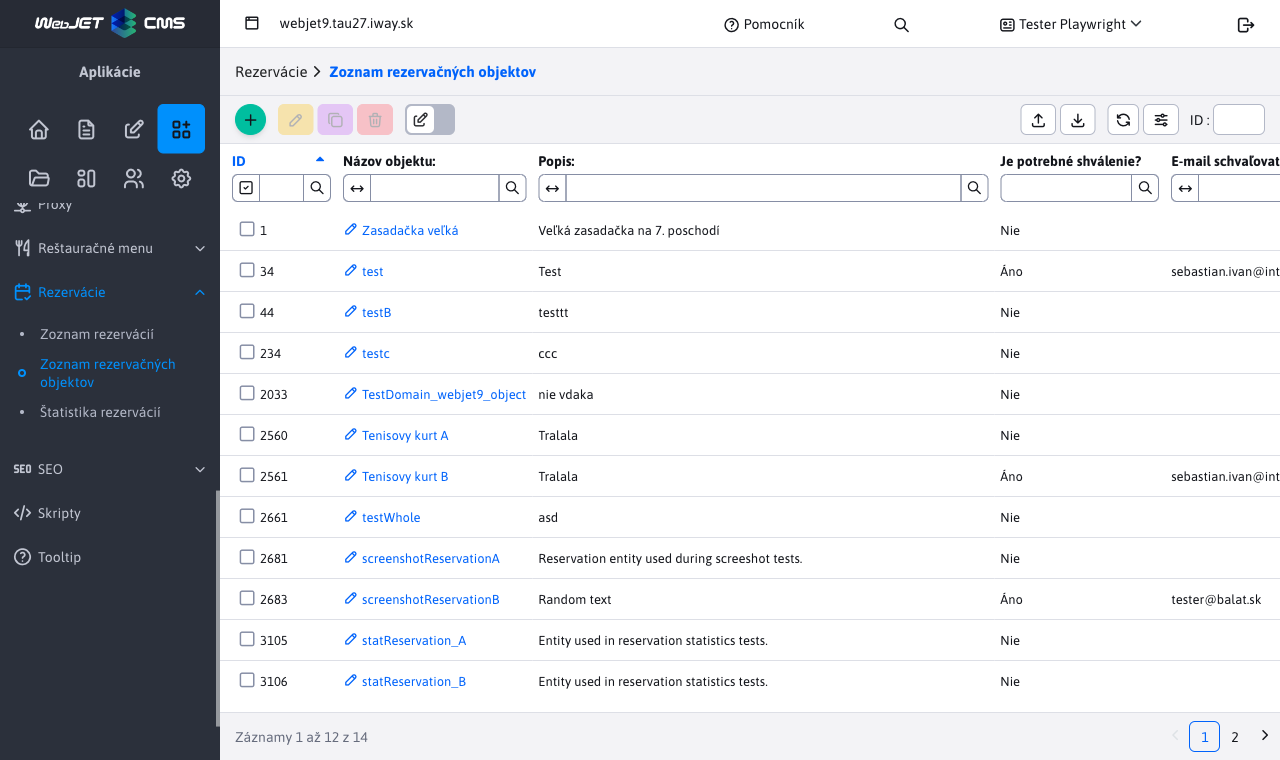 WebJET CMS
webjet9.tau27.iway.sk
Pomocník
Tester Playwright
Aplikácie
Proxy
Reštauračné menu
Rezervácie
Zoznam rezervácií
Zoznam rezervačných
objektov
Štatistika rezervácií
SEO SEO
Skripty
Tooltip
Rezervácie Zoznam rezervačných objektov
ID :
ID Názov objektu: Popis: Je potrebné shválenie? E-mail schvaľovat
1 Zasadačka veľká Veľká zasadačka na 7. poschodí Nie
34 test Test Áno sebastian.ivan@int
44 testB testtt Nie
234 testc ccc Nie
2033 TestDomain_webjet9_object nie vdaka Nie
2560 Tenisovy kurt A Tralala Nie
2561 Tenisovy kurt B Tralala Áno sebastian.ivan@int
2661 testWhole asd Nie
2681 screenshotReservationA Reservation entity used during screeshot tests. Nie
2683 screenshotReservationB Random text Áno tester@balat.sk
3105 statReservation_A Entity used in reservation statistics tests. Nie
3106 statReservation_B Entity used in reservation statistics tests. Nie
Záznamy 1 až 12 z 14
1 2